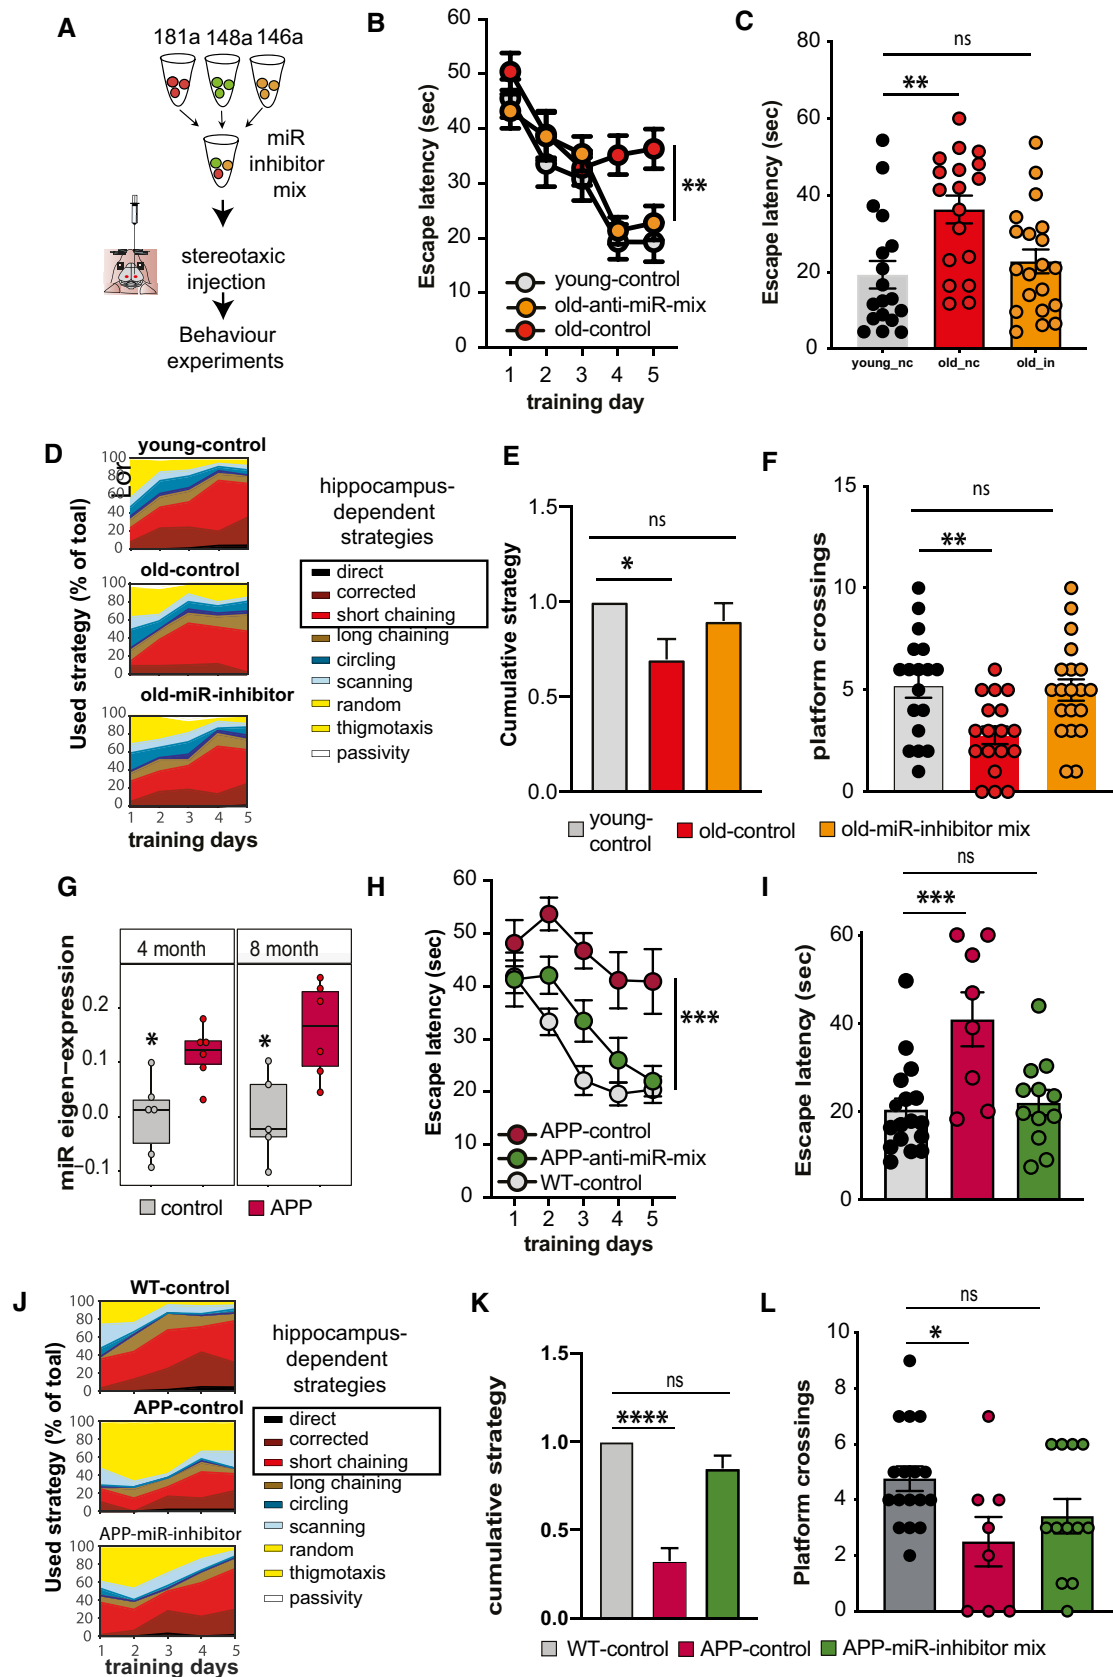 A
181a 148a 146a
miR
inhibitor
mix
stereotaxic
injection
Behaviour
experiments
B
Escape latency (sec)
60
50
40
30
20
10
0
**
young-control
old-anti-miR-mix
old-control
1 2 3 4 5
training day
C
Escape latency (sec)
80
60
40
20
0
ns
**
young_nc old_nc old_in
D
Used strategy (% of toal)
young-control
Lor
100
80
60
40
20
0
old-control
100
80
60
40
20
0
old-miR-inhibitor
100
80
60
40
20
0
1 2 3 4 5
training days
hippocampus-
dependent
strategies
direct
corrected
short chaining
long chaining
circling
scanning
random
thigmotaxis
passivity
E
Cumulative strategy
1.5
1.0
0.5
0.0
ns
*
F
platform crossings
15
10
5
0
ns
**
young-
control
old-control
old-miR-inhibitor mix
G
miR eigen-expression
4 month
8 month
0.2
0.1
0.0
-0.1
*
*
control
APP
H
Escape latency (sec)
60
50
40
30
20
10
0
***
APP-control
APP-anti-miR-mix
WT-control
1 2 3 4 5
training days
I
Escape latency (sec)
60
40
20
0
ns
***
J
Used strategy (% of toal)
WT-control
100
80
60
40
20
0
APP-control
100
80
60
40
20
0
APP-miR-inhibitor
100
80
60
40
20
0
1 2 3 4 5
training days
hippocampus-
dependent
strategies
direct
corrected
short chaining
long chaining
circling
scanning
random
thigmotaxis
passivity
K
cumulative strategy
1.5
1.0
0.5
0.0
ns
****
L
Platform crossings
10
8
6
4
2
0
ns
*
WT-control
APP-control
APP-miR-inhibitor mix